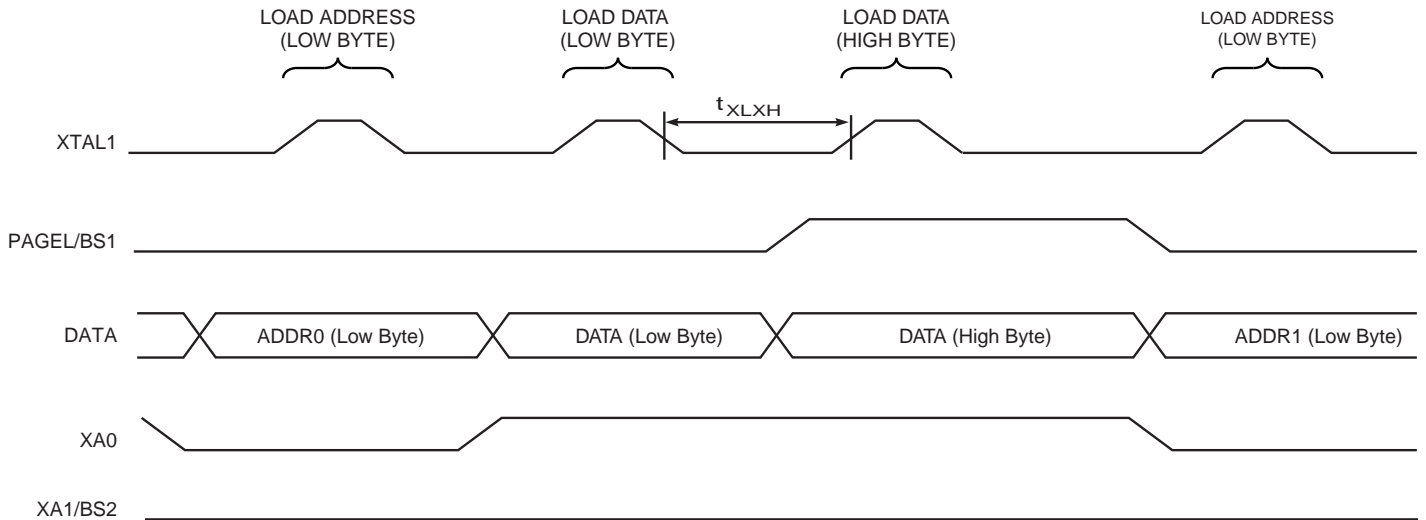 LOAD ADDRESS
(LOW BYTE)
LOAD DATA
(LOW BYTE)
LOAD DATA
(HIGH BYTE)
LOAD ADDRESS
(LOW BYTE)
tXLXH
XTAL1
PAGEL/BS1
DATA
ADDR0 (Low Byte)
DATA (Low Byte)
DATA (High Byte)
ADDR1 (Low Byte)
XA0
XA1/BS2